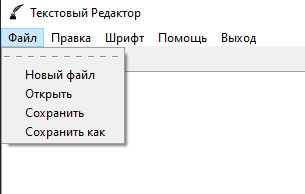 Текстовый Редактор
Файл Правка Шрифт Помощь Выход
Новый файл
Открыть
Сохранить
Сохранить как